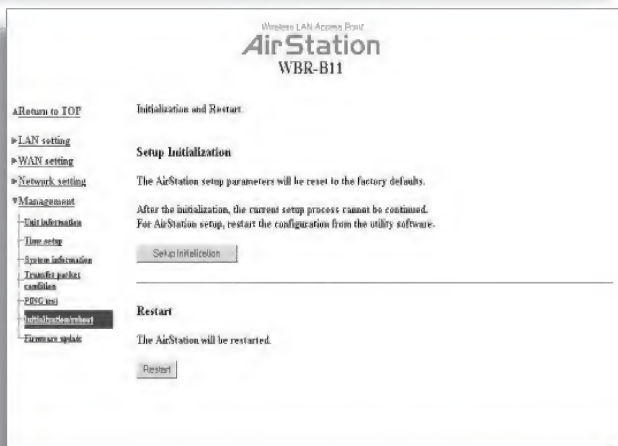 Wireless LAN Access Point
AirStation
WBR-B11
Return to TOP
LAN setting
WAN setting
Network setting
Management
Unit information
Time setup
System information
Transfer packet
condition
PING test
Initialization/reboot
Firmware update
Initialization and Restart
Setup Initialization
The AirStation setup parameters will be reset to the factory defaults.
After the initialization, the current setup process cannot be continued.
For AirStation setup, restart the configuration from the utility software.
Setup Initialization
Restart
The AirStation will be restarted.
Restart